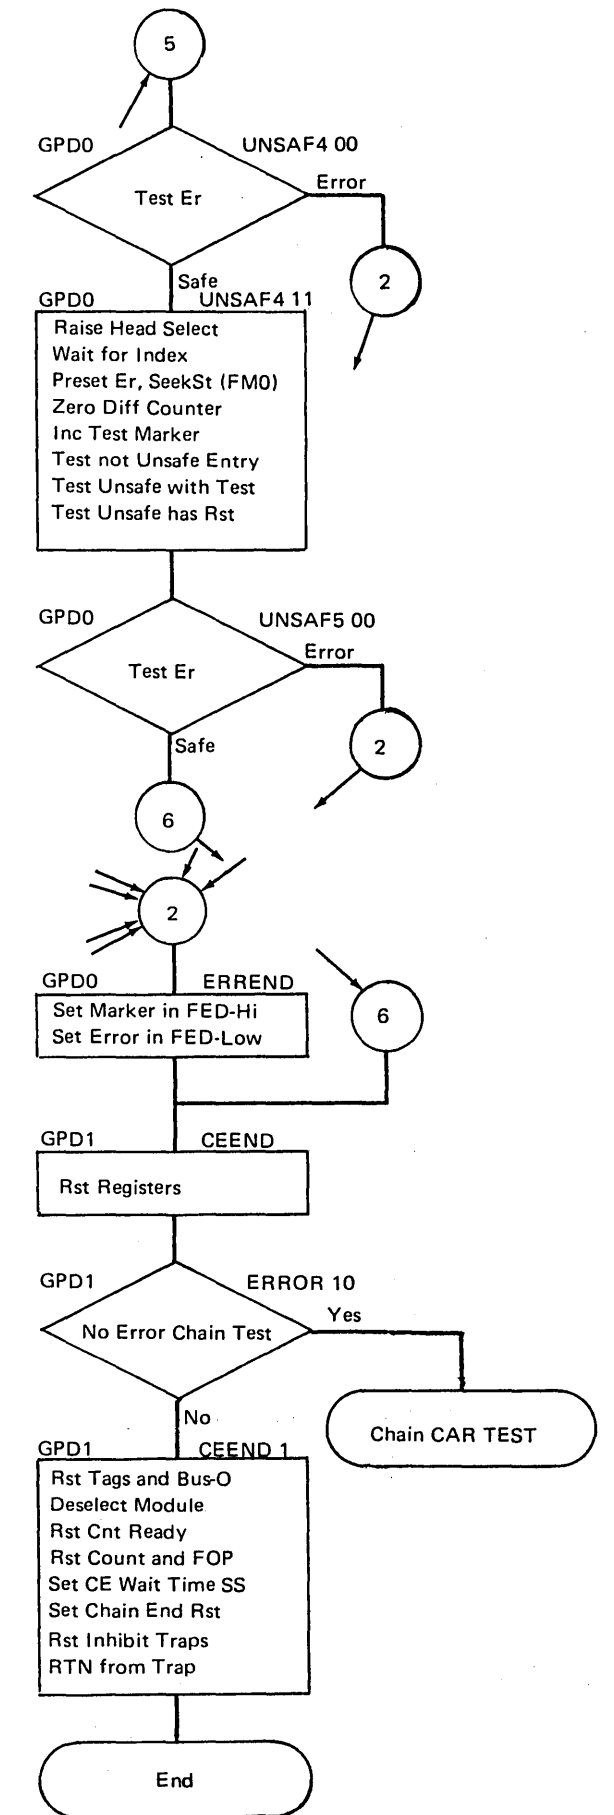 5
GPD0 UNSAF4 00
Test Er
Error
2
Safe
GPD0 UNSAF4 11
Raise Head Select
Wait for Index
Preset Er, SeekSt (FM0)
Zero Diff Counter
Inc Test Marker
Test not Unsafe Entry
Test Unsafe with Test
Test Unsafe has Rst
GPD0 UNSAF5 00
Test Er
Error
2
Safe
6
2
GPD0 ERREND
Set Marker in FED-Hi
Set Error in FED-Low
6
GPD1 CEEND
Rst Registers
GPD1 ERROR 10
No Error Chain Test
Yes
Chain CAR TEST
No
GPD1 CEEND 1
Rst Tags and Bus-O
Deselect Module
Rst Cnt Ready
Rst Count and FOP
Set CE Wait Time SS
Set Chain End Rst
Rst Inhibit Traps
RTN from Trap
End